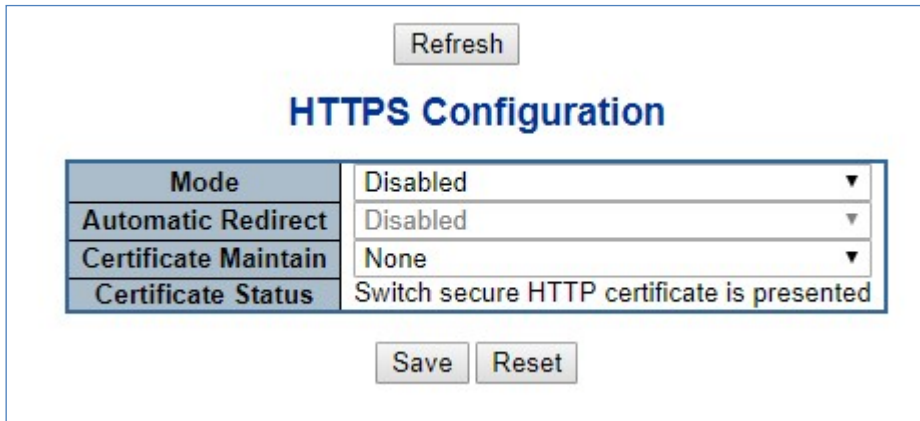 Refresh
HTTPS Configuration
Mode Disabled
Automatic Redirect Disabled
Certificate Maintain None
Certificate Status Switch secure HTTP certificate is presented
Save Reset